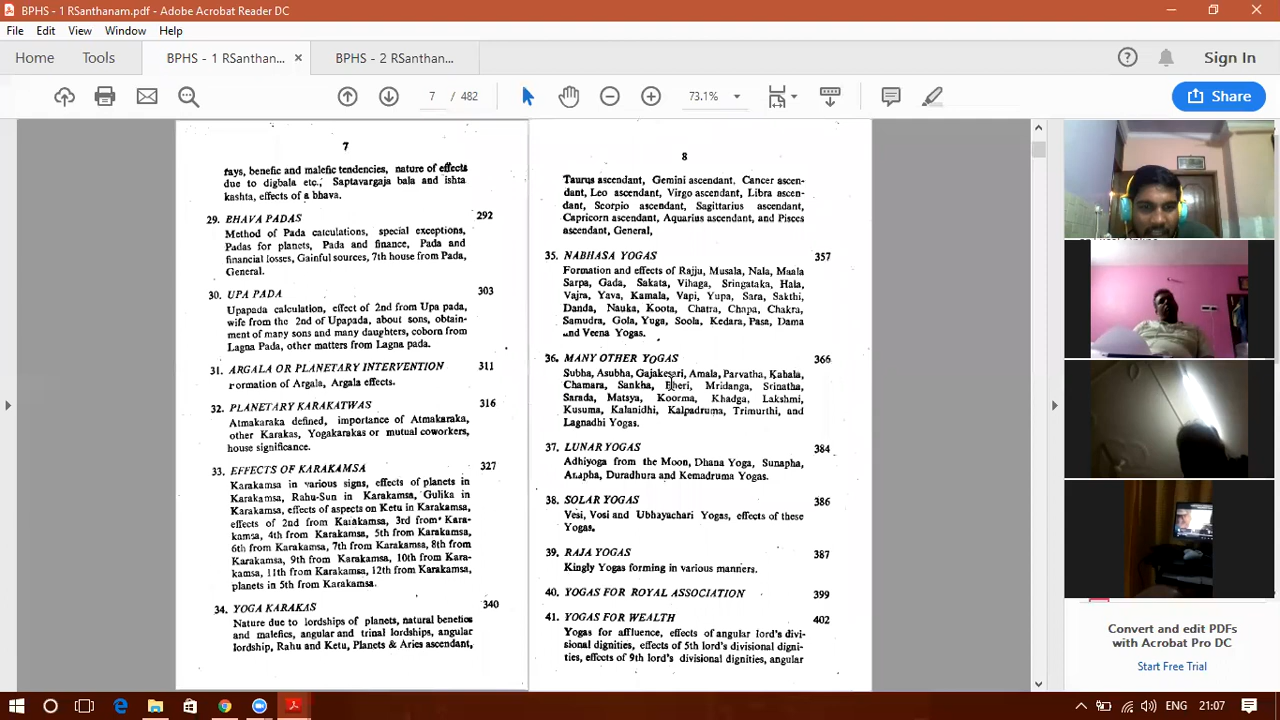 BPHS - 1 RSanthanam.pdf - Adobe Acrobat Reader DC
File Edit View Window Help
Home Tools BPHS - 1 RSanthan... × BPHS - 2 RSanthan... Sign In
7 / 482 73.1% Share
7
rays, benefic and malefic tendencies, nature of effects
due to digbala etc., Saptavargaja bala and ishta
kashta, effects of a bhava.
29. BHAVA PADAS 292
Method of Pada calculations, special exceptions,
Padas for planets, Pada and finance, Pada and
financial losses, Gainful sources, 7th house from Pada,
General.
30. UPA PADA 303
Upapada calculation, effect of 2nd from Upa pada,
wife from the 2nd of Upapada, about sons, obtain-
ment of many sons and many daughters, coborn from
Lagna Pada, other matters from Lagna pada.
31. ARGALA OR PLANETARY INTERVENTION 311
Formation of Argala, Argala effects.
32. PLANETARY KARAKATWAS 316
Atmakaraka defined, importance of Atmakaraka,
other Karakas, Yogakarakas or mutual coworkers,
house significance.
33. EFFECTS OF KARAKAMSA 327
Karakamsa in various signs, effects of planets in
Karakamsa, Rahu-Sun in Karakamsa, Gulika in
Karakamsa, effects of aspects on Ketu in Karakamsa,
effects of 2nd from Karakamsa, 3rd from Kara-
kamsa, 4th from Karakamsa, 5th from Karakamsa,
6th from Karakamsa, 7th from Karakamsa, 8th from
Karakamsa, 9th from Karakamsa, 10th from Kara-
kamsa, 11th from Karakamsa, 12th from Karakamsa,
planets in 5th from Karakamsa.
34. YOGA KARAKAS 340
Nature due to lordships of planets, natural benefics
and malefics, angular and trinal lordships, angular
lordship, Rahu and Ketu, Planets & Aries ascendant,
8
Taurus ascendant, Gemini ascendant, Cancer ascen-
dant, Leo ascendant, Virgo ascendant, Libra ascen-
dant, Scorpio ascendant, Sagittarius ascendant,
Capricorn ascendant, Aquarius ascendant, and Pisces
ascendant, General,
35. NABHASA YOGAS 357
Formation and effects of Rajju, Musala, Nala, Maala
Sarpa, Gada, Sakata, Vihaga, Sringataka, Hala,
Vajra, Yava, Kamala, Vapi, Yupa, Sara, Sakthi,
Danda, Nauka, Koota, Chatra, Chapa, Chakra,
Samudra, Gola, Yuga, Soola, Kedara, Pasa, Dama
and Veena Yogas.
36. MANY OTHER YOGAS 366
Subha, Asubha, Gajakesari, Amala, Parvatha, Kahala,
Chamara, Sankha, Bheri, Mridanga, Srinatha,
Sarada, Matsya, Koorma, Khadga, Lakshmi,
Kusuma, Kalanidhi, Kalpadruma, Trimurthi, and
Lagnadhi Yogas.
37. LUNAR YOGAS 384
Adhiyoga from the Moon, Dhana Yoga, Sunapha,
Anapha, Duradhura and Kemadruma Yogas.
38. SOLAR YOGAS 386
Vesi, Vosi and Ubhayachari Yogas, effects of these
Yogas.
39. RAJA YOGAS 387
Kingly Yogas forming in various manners.
40. YOGAS FOR ROYAL ASSOCIATION 399
41. YOGAS FOR WEALTH 402
Yogas for affluence, effects of angular lord's divi-
sional dignities, effects of 5th lord's divisional digni-
ties, effects of 9th lord's divisional dignities, angular
Convert and edit PDFs
with Acrobat Pro DC
Start Free Trial
ENG 21:07